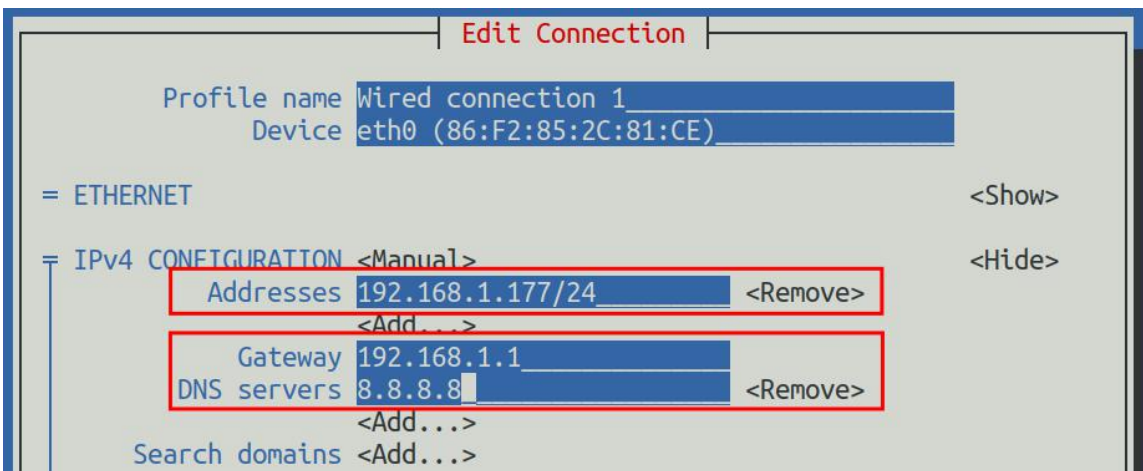 Edit Connection
Profile name Wired connection 1
Device eth0 (86:F2:85:2C:81:CE)
= ETHERNET <Show>
= IPv4 CONFIGURATION <Manual> <Hide>
Addresses 192.168.1.177/24 <Remove>
<Add...>
Gateway 192.168.1.1
DNS servers 8.8.8.8 <Remove>
<Add...>
Search domains <Add...>